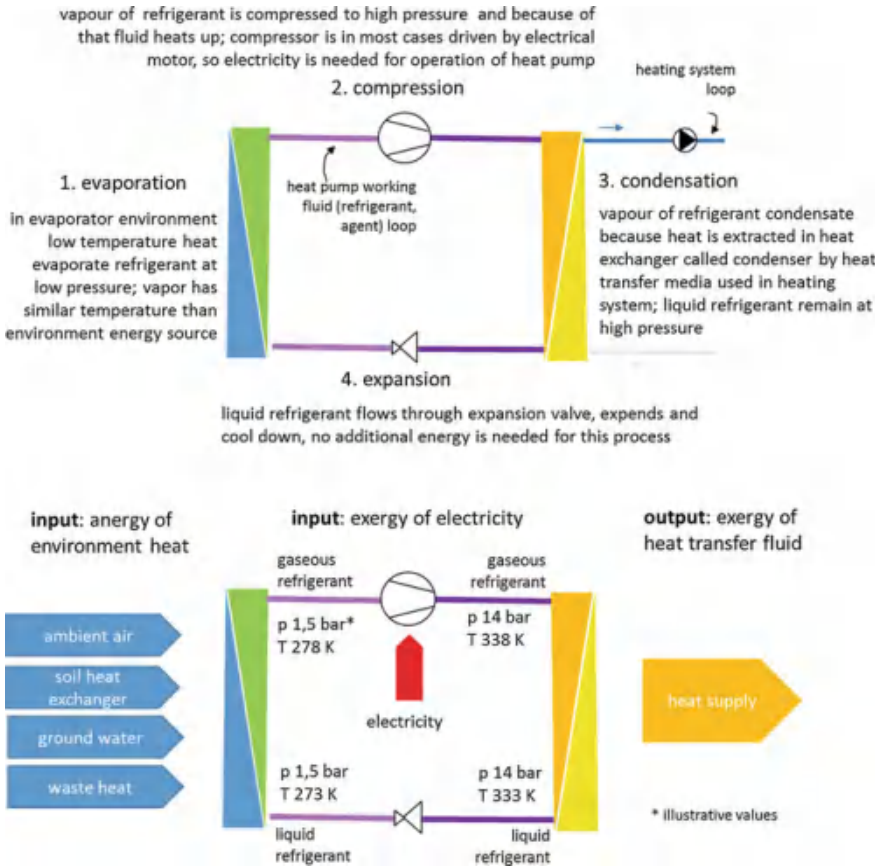 vapour of refrigerant is compressed to high pressure and because of
that fluid heats up; compressor is in most cases driven by electrical
motor, so electricity is needed for operation of heat pump
2. compression
heating system
loop
1. evaporation
in evaporator environment
low temperature heat
evaporate refrigerant at
low pressure; vapor has
similar temperature than
environment energy source
heat pump working
fluid (refrigerant,
agent) loop
3. condensation
vapour of refrigerant condensate
because heat is extracted in heat
exchanger called condenser by heat
transfer media used in heating
system; liquid refrigerant remain at
high pressure
4. expansion
liquid refrigerant flows through expansion valve, expends and
cool down, no additional energy is needed for this process
input: anergy of
environment heat
input: exergy of electricity
output: exergy of
heat transfer fluid
gaseous
refrigerant
gaseous
refrigerant
ambient air
soil heat
exchanger
ground water
waste heat
p 1,5 bar*
T 278 K
p 14 bar
T 338 K
electricity
heat supply
p 1,5 bar
T 273 K
p 14 bar
T 333 K
liquid
refrigerant
liquid
refrigerant
* illustrative values